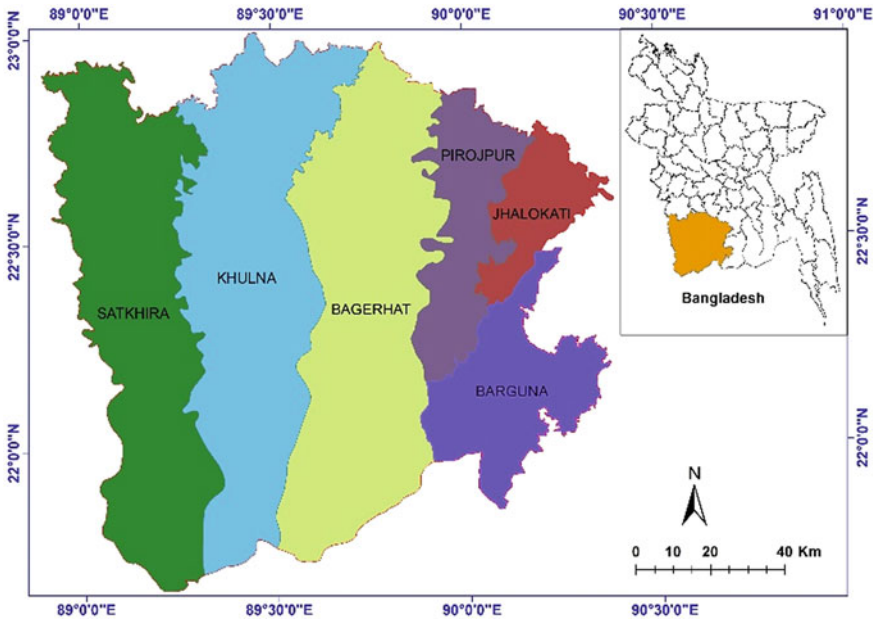 89°0'0"E 89°30'0"E 90°0'0"E 90°30'0"E 91°0'0"E
23°0'0"N
PIROJPUR
JHALOKATI
22°30'0"N 22°30'0"N
KHULNA
SATKHIRA
BAGERHAT
Bangladesh
BARGUNA
22°0'0"N 22°0'0"N
N
0 5 10 20 40 Km
89°0'0"E 89°30'0"E 90°0'0"E 90°30'0"E